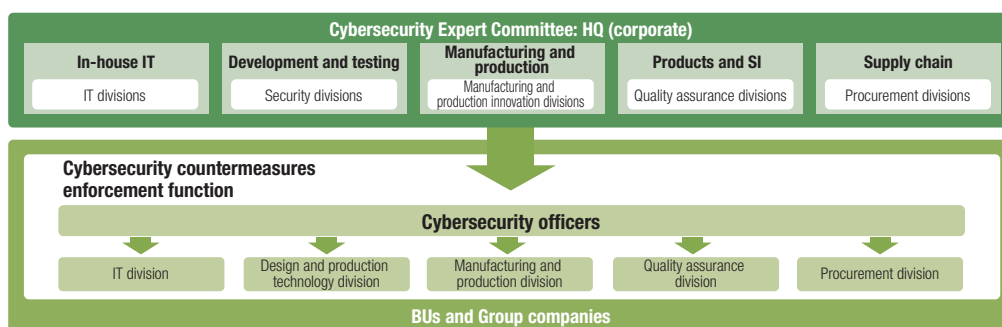 Cybersecurity Expert Committee: HQ (corporate)
In-house IT
IT divisions
Development and testing
Security divisions
Manufacturing and
production
Manufacturing and
production innovation divisions
Products and SI
Quality assurance divisions
Supply chain
Procurement divisions
Cybersecurity countermeasures
enforcement function
Cybersecurity officers
IT division
Design and production
technology division
Manufacturing and
production division
Quality assurance
division
Procurement division
BUs and Group companies